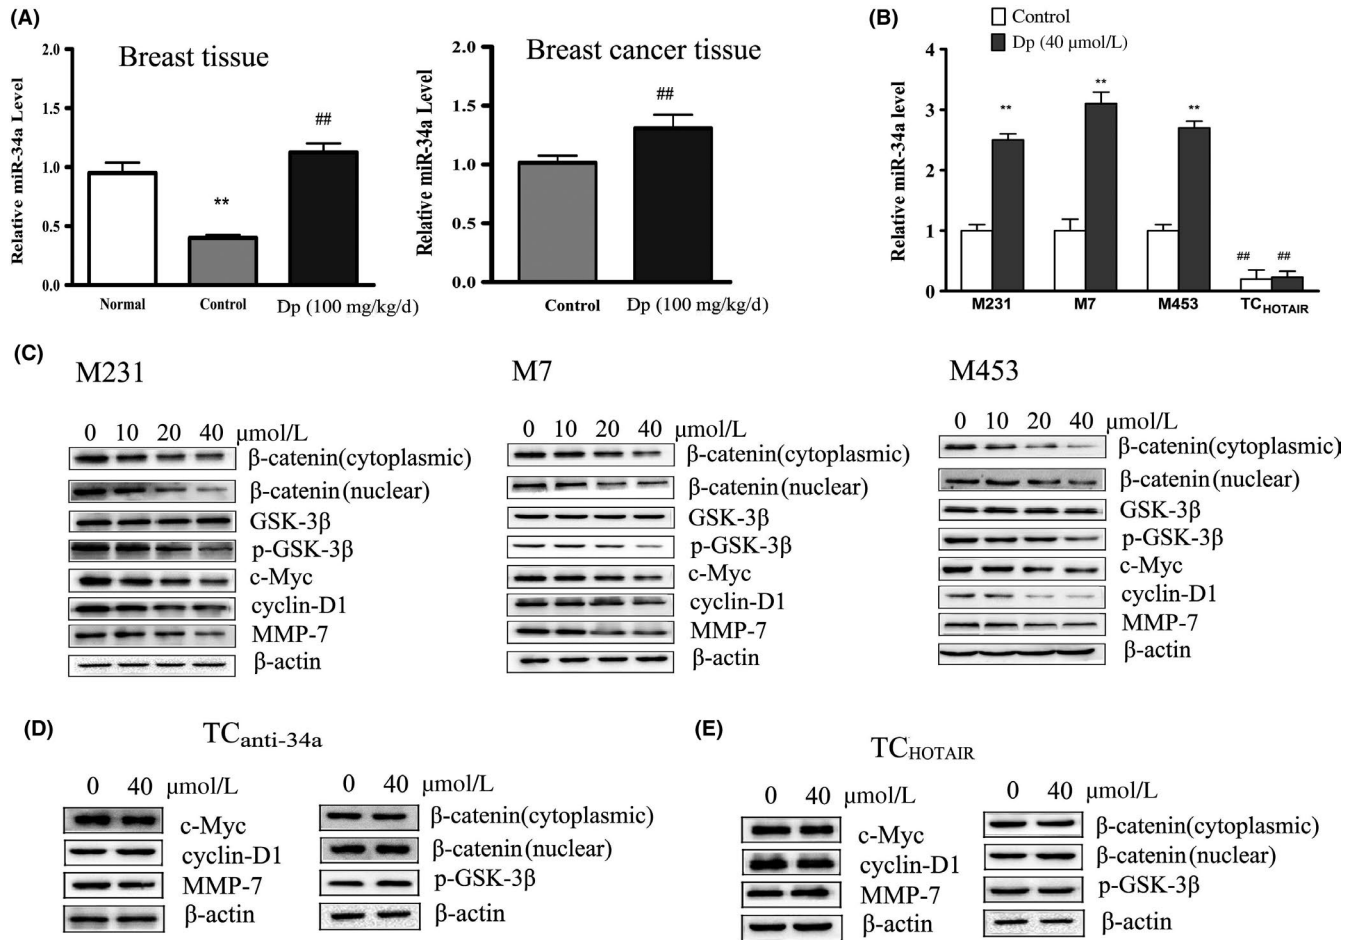 (A)
Breast tissue
Relative miR-34a Level
2.0
1.5
1.0
0.5
0.0
**
##
Normal
Control
Dp (100 mg/kg/d)
Breast cancer tissue
Relative miR-34a Level
2.0
1.5
1.0
0.5
0.0
##
Control
Dp (100 mg/kg/d)
(B)
Control
Dp (40 μmol/L)
Relative miR-34a level
4
3
2
1
0
**
**
**
##
##
M231
M7
M453
TCHOTAIR
(C)
M231
0 10 20 40 μmol/L
β-catenin(cytoplasmic)
β-catenin(nuclear)
GSK-3β
p-GSK-3β
c-Myc
cyclin-D1
MMP-7
β-actin
M7
0 10 20 40 μmol/L
β-catenin(cytoplasmic)
β-catenin(nuclear)
GSK-3β
p-GSK-3β
c-Myc
cyclin-D1
MMP-7
β-actin
M453
0 10 20 40 μmol/L
β-catenin(cytoplasmic)
β-catenin(nuclear)
GSK-3β
p-GSK-3β
c-Myc
cyclin-D1
MMP-7
β-actin
(D)
TCanti-34a
0 40 μmol/L
c-Myc
cyclin-D1
MMP-7
β-actin
0 40 μmol/L
β-catenin(cytoplasmic)
β-catenin(nuclear)
p-GSK-3β
β-actin
(E)
TCHOTAIR
0 40 μmol/L
c-Myc
cyclin-D1
MMP-7
β-actin
0 40 μmol/L
β-catenin(cytoplasmic)
β-catenin(nuclear)
p-GSK-3β
β-actin